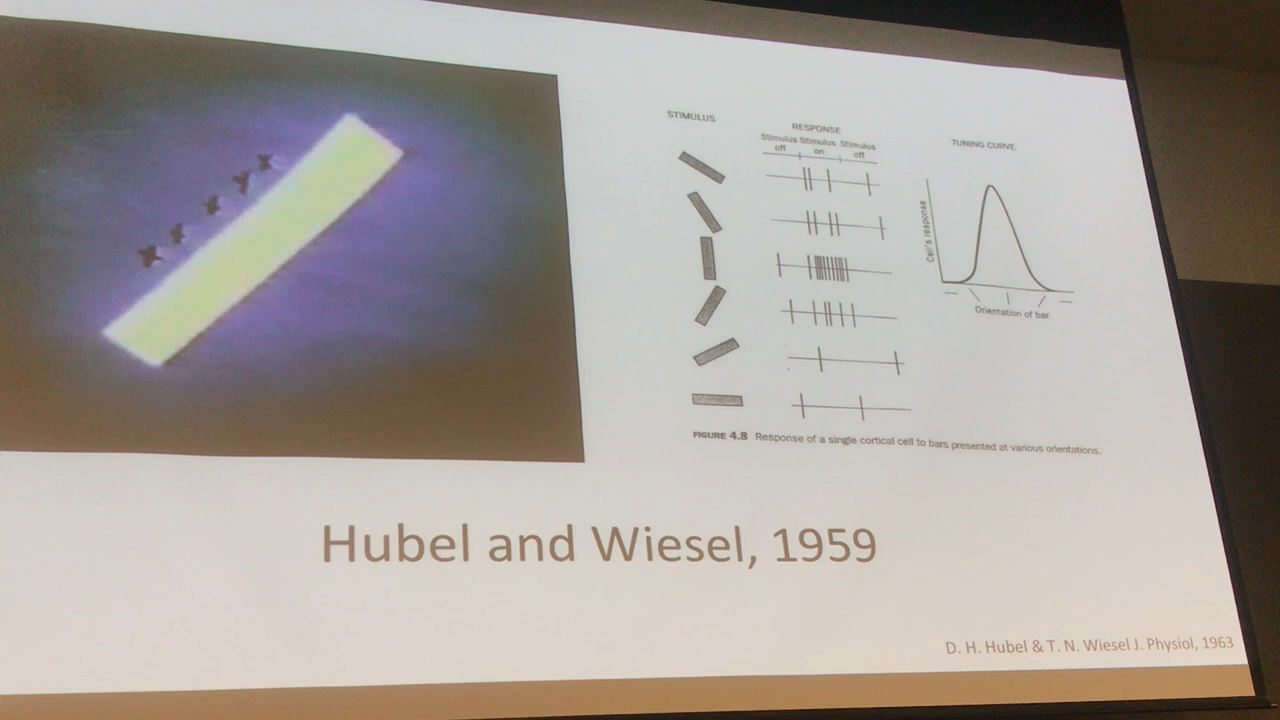 STIMULUS
RESPONSE
Stimulus Stimulus Stimulus
off on off
TUNING CURVE
Cell's response
Orientation of bar
FIGURE 4.8 Response of a single cortical cell to bars presented at various orientations.
Hubel and Wiesel, 1959
D. H. Hubel & T. N. Wiesel J. Physiol, 1963